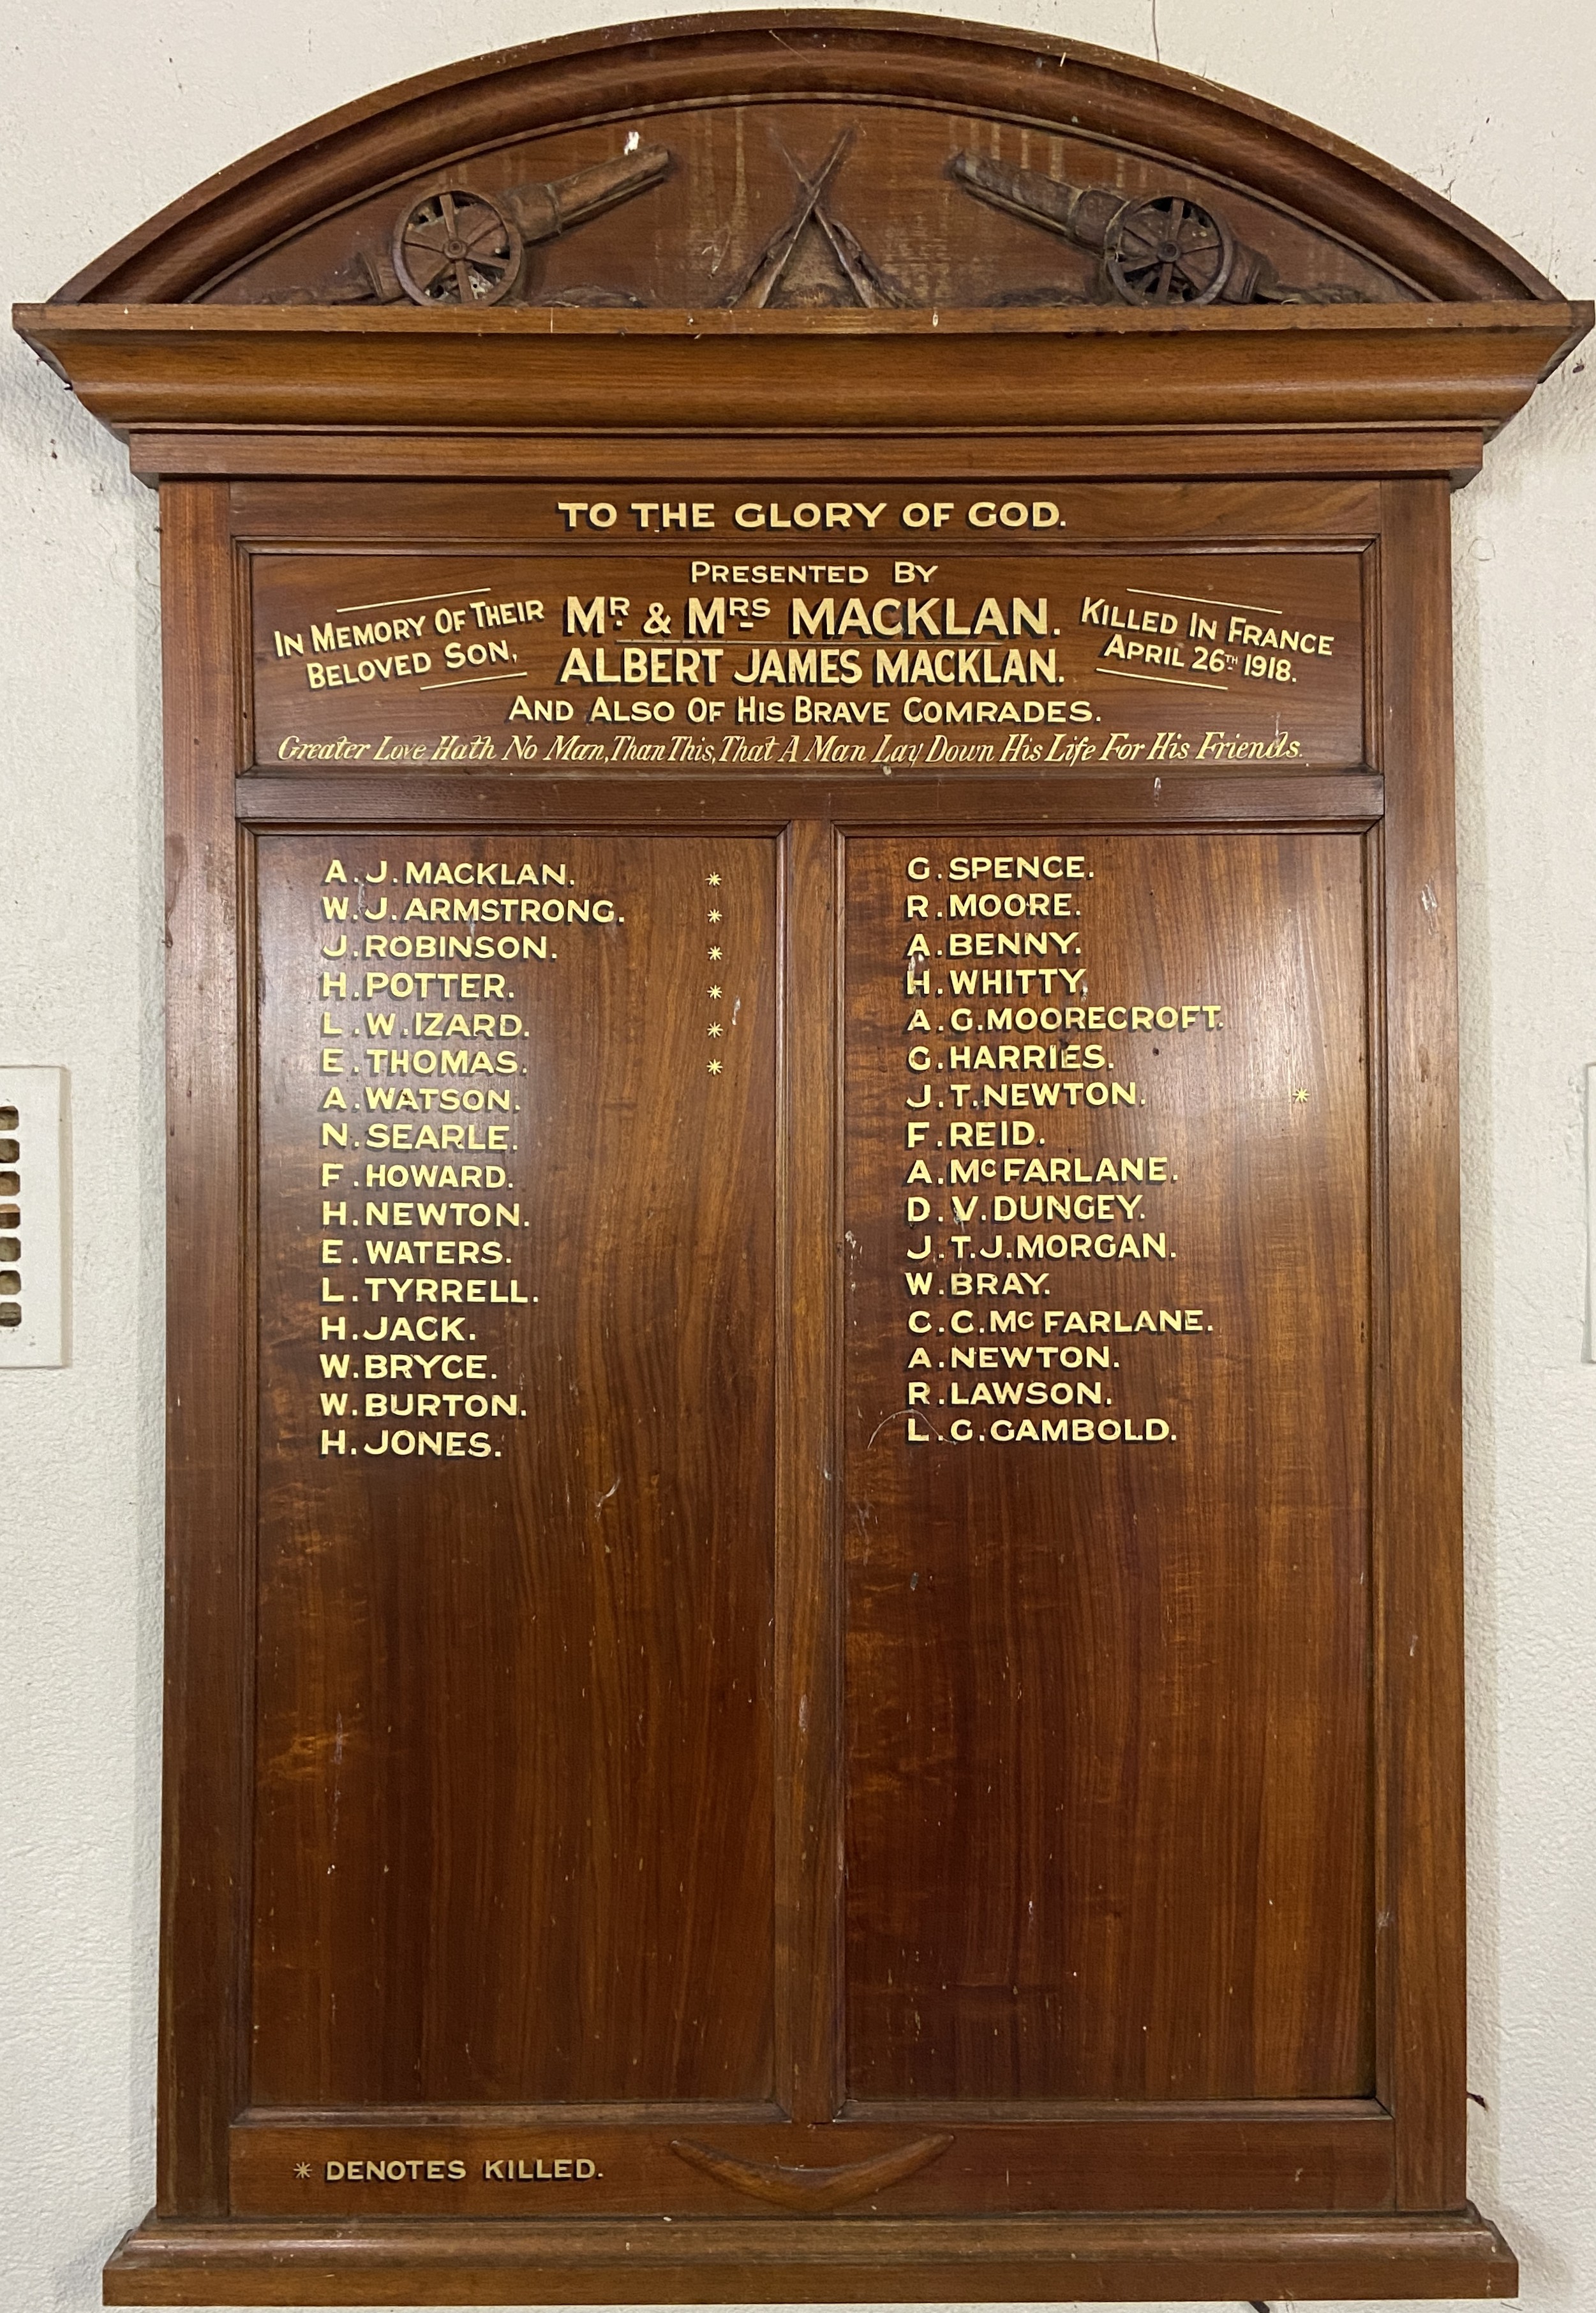 TO THE GLORY OF GOD.
PRESENTED BY
IN MEMORY OF THEIR
BELOVED SON,
MR & MRS MACKLAN.
ALBERT JAMES MACKLAN.
KILLED IN FRANCE
APRIL 26TH 1918.
AND ALSO OF HIS BRAVE COMRADES.
Greater Love Hath No Man, Than This, That A Man Lay Down His Life For His Friends.
A. J. MACKLAN. *
W. J. ARMSTRONG. *
J. ROBINSON. *
H. POTTER. *
L. W. IZARD. *
E. THOMAS. *
A. WATSON.
N. SEARLE.
F. HOWARD.
H. NEWTON.
E. WATERS.
L. TYRRELL.
H. JACK.
W. BRYCE.
W. BURTON.
H. JONES.
G. SPENCE.
R. MOORE.
A. BENNY.
H. WHITTY.
A. G. MOORECROFT.
G. HARRIES.
J. T. NEWTON. *
F. REID.
A. McFARLANE.
D. V. DUNGEY.
J. T. J. MORGAN.
W. BRAY.
C. C. Mc FARLANE.
A. NEWTON.
R. LAWSON.
L. G. GAMBOLD.
* DENOTES KILLED.